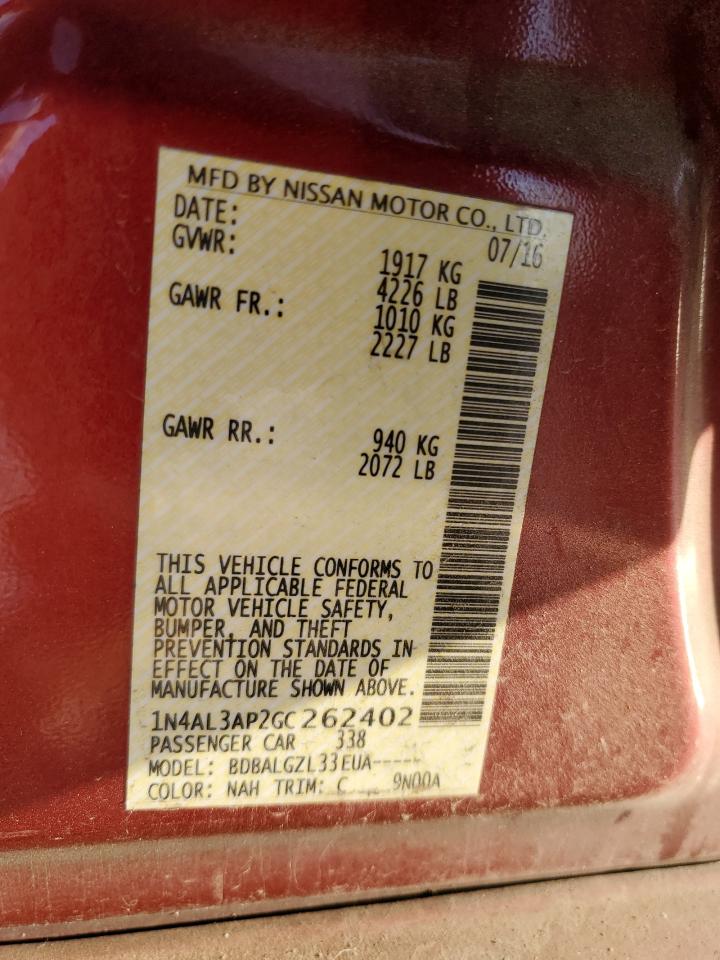 MFD BY NISSAN MOTOR CO., LTD.
DATE: 07/16
GVWR: 1917 KG
4226 LB
GAWR FR.: 1010 KG
2227 LB
GAWR RR.: 940 KG
2072 LB
THIS VEHICLE CONFORMS TO
ALL APPLICABLE FEDERAL
MOTOR VEHICLE SAFETY,
BUMPER, AND THEFT
PREVENTION STANDARDS IN
EFFECT ON THE DATE OF
MANUFACTURE SHOWN ABOVE.
1N4AL3AP2GC262402
PASSENGER CAR 338
MODEL: BDBALGZL33EUA-----
COLOR: NAH TRIM: C 9N00A